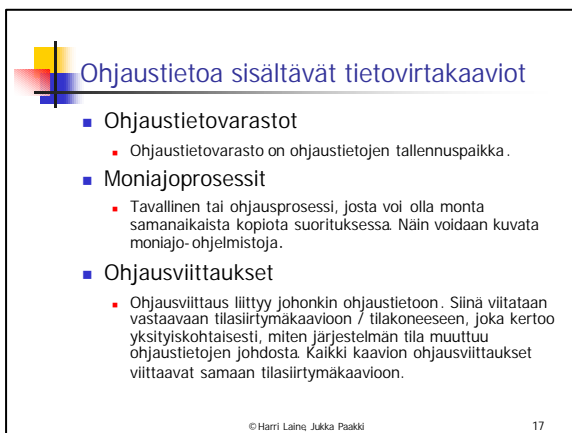 Ohjaustietoa sisältävät tietovirtakaaviot
Ohjaustietovarastot
Ohjaustietovarasto on ohjaustietojen tallennuspaikka.
Moniajoprosessit
Tavallinen tai ohjausprosessi, josta voi olla monta
samanaikaista kopiota suorituksessa. Näin voidaan kuvata
moniajo-ohjelmistoja.
Ohjausviittaukset
Ohjausviittaus liittyy johonkin ohjaustietoon. Siinä viitataan
vastaavaan tilasiirtymäkaavioon / tilakoneeseen, joka kertoo
yksityiskohtaisesti, miten järjestelmän tila muuttuu
ohjaustietojen johdosta. Kaikki kaavion ohjausviittaukset
viittaavat samaan tilasiirtymäkaavioon.
© Harri Laine, Jukka Paakki 17